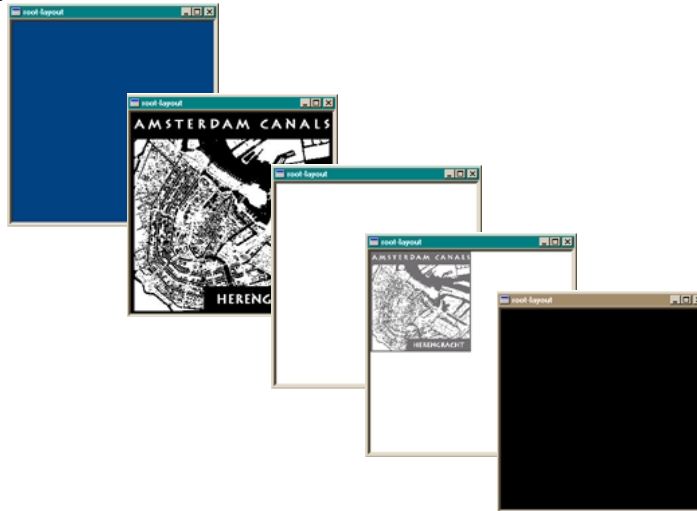 root-layout
root-layout
AMSTERDAM CANALS
HERENG
root-layout
root-layout
AMSTERDAM CANALS
HERENGRACHT
root-layout